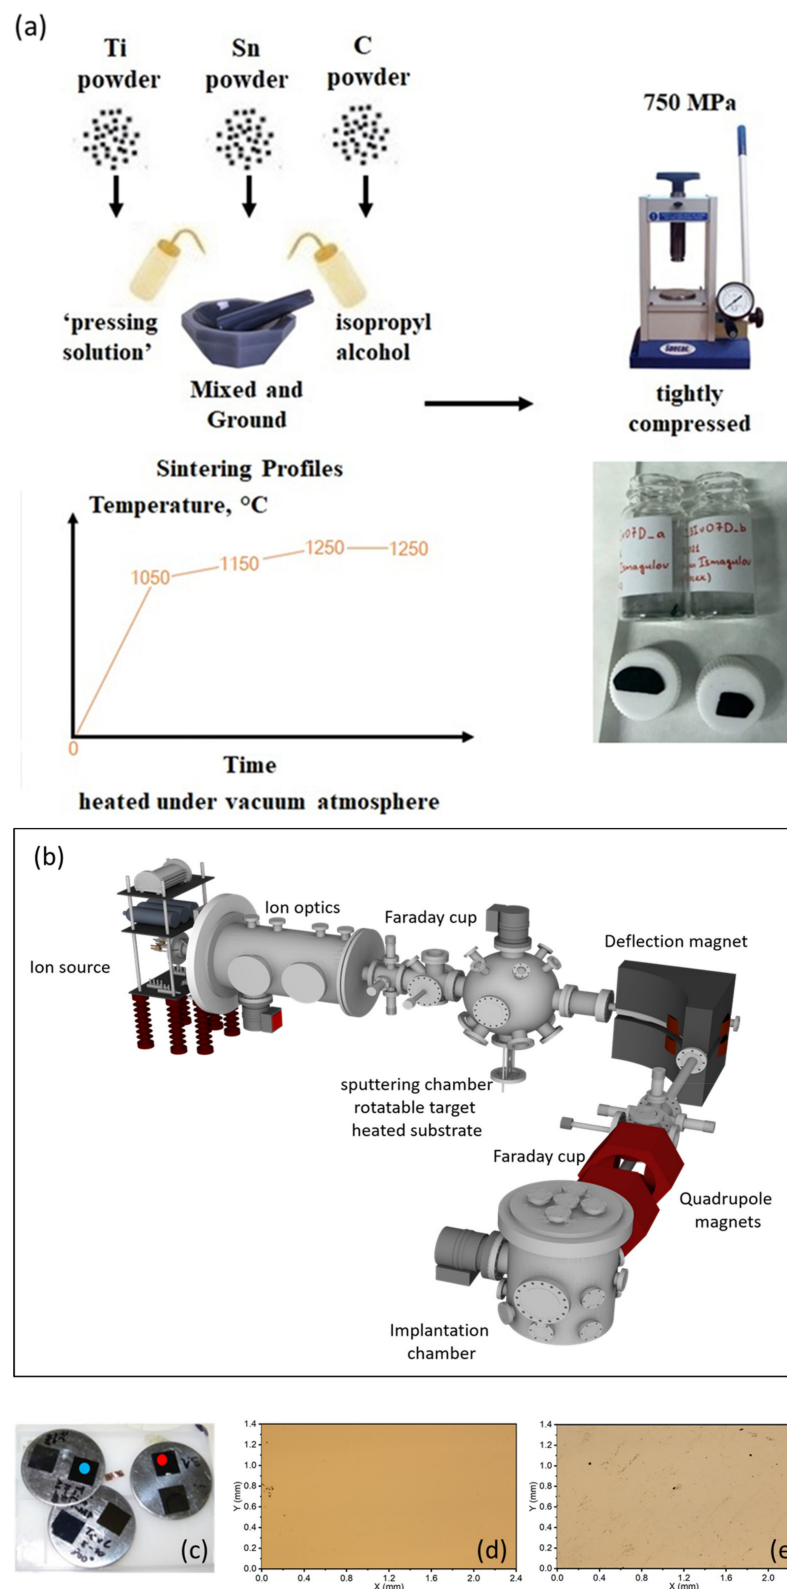 (a)
Ti
powder
Sn
powder
C
powder
750 MPa
'pressing
solution'
isopropyl
alcohol
Mixed and
Ground
tightly
compressed
Sintering Profiles
Temperature, °C
1050
1150
1250
1250
0
Time
heated under vacuum atmosphere
Ismagulov
Ismagulov
(b)
Ion source
Ion optics
Faraday cup
Deflection magnet
sputtering chamber
rotatable target
heated substrate
Faraday cup
Quadrupole
magnets
Implantation
chamber
(c)
1.4
1.2
1.0
0.8
0.6
0.4
0.2
0.0
Y (mm)
0.0
0.4
0.8
1.2
1.6
2.0
2.4
X (mm)
(d)
1.4
1.2
1.0
0.8
0.6
0.4
0.2
0.0
Y (mm)
0.0
0.4
0.8
1.2
1.6
2.0
X (mm)
(e